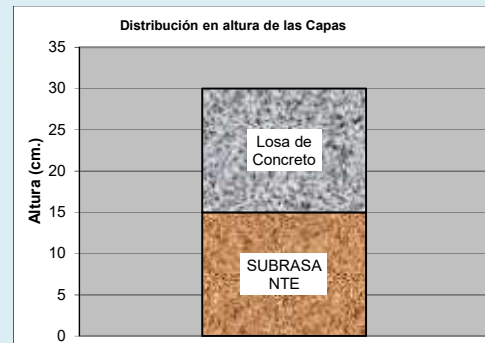 Distribución en altura de las Capas
35
30
25
20
15
10
5
0
Altura (cm.)
Losa de
Concreto
SUBRASA
NTE